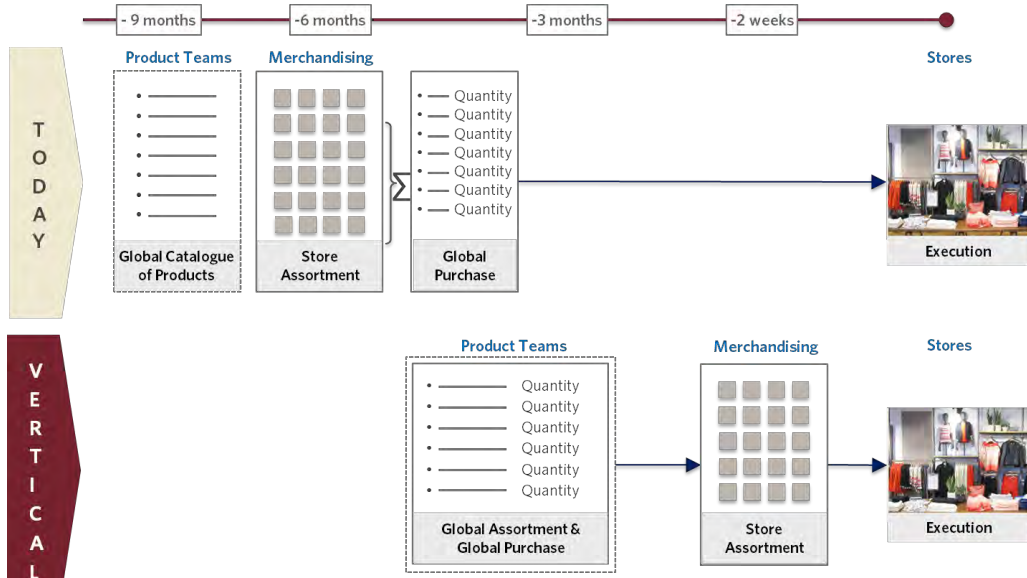 - 9 months
- 6 months
- 3 months
- 2 weeks
TODAY
Product Teams
Merchandising
Stores
Quantity
Quantity
Quantity
Quantity
Quantity
Quantity
Quantity
Σ
Global Catalogue
of Products
Store
Assortment
Global
Purchase
Execution
VERTICAL
Product Teams
Merchandising
Stores
Quantity
Quantity
Quantity
Quantity
Quantity
Quantity
Global Assortment &
Global Purchase
Store
Assortment
Execution